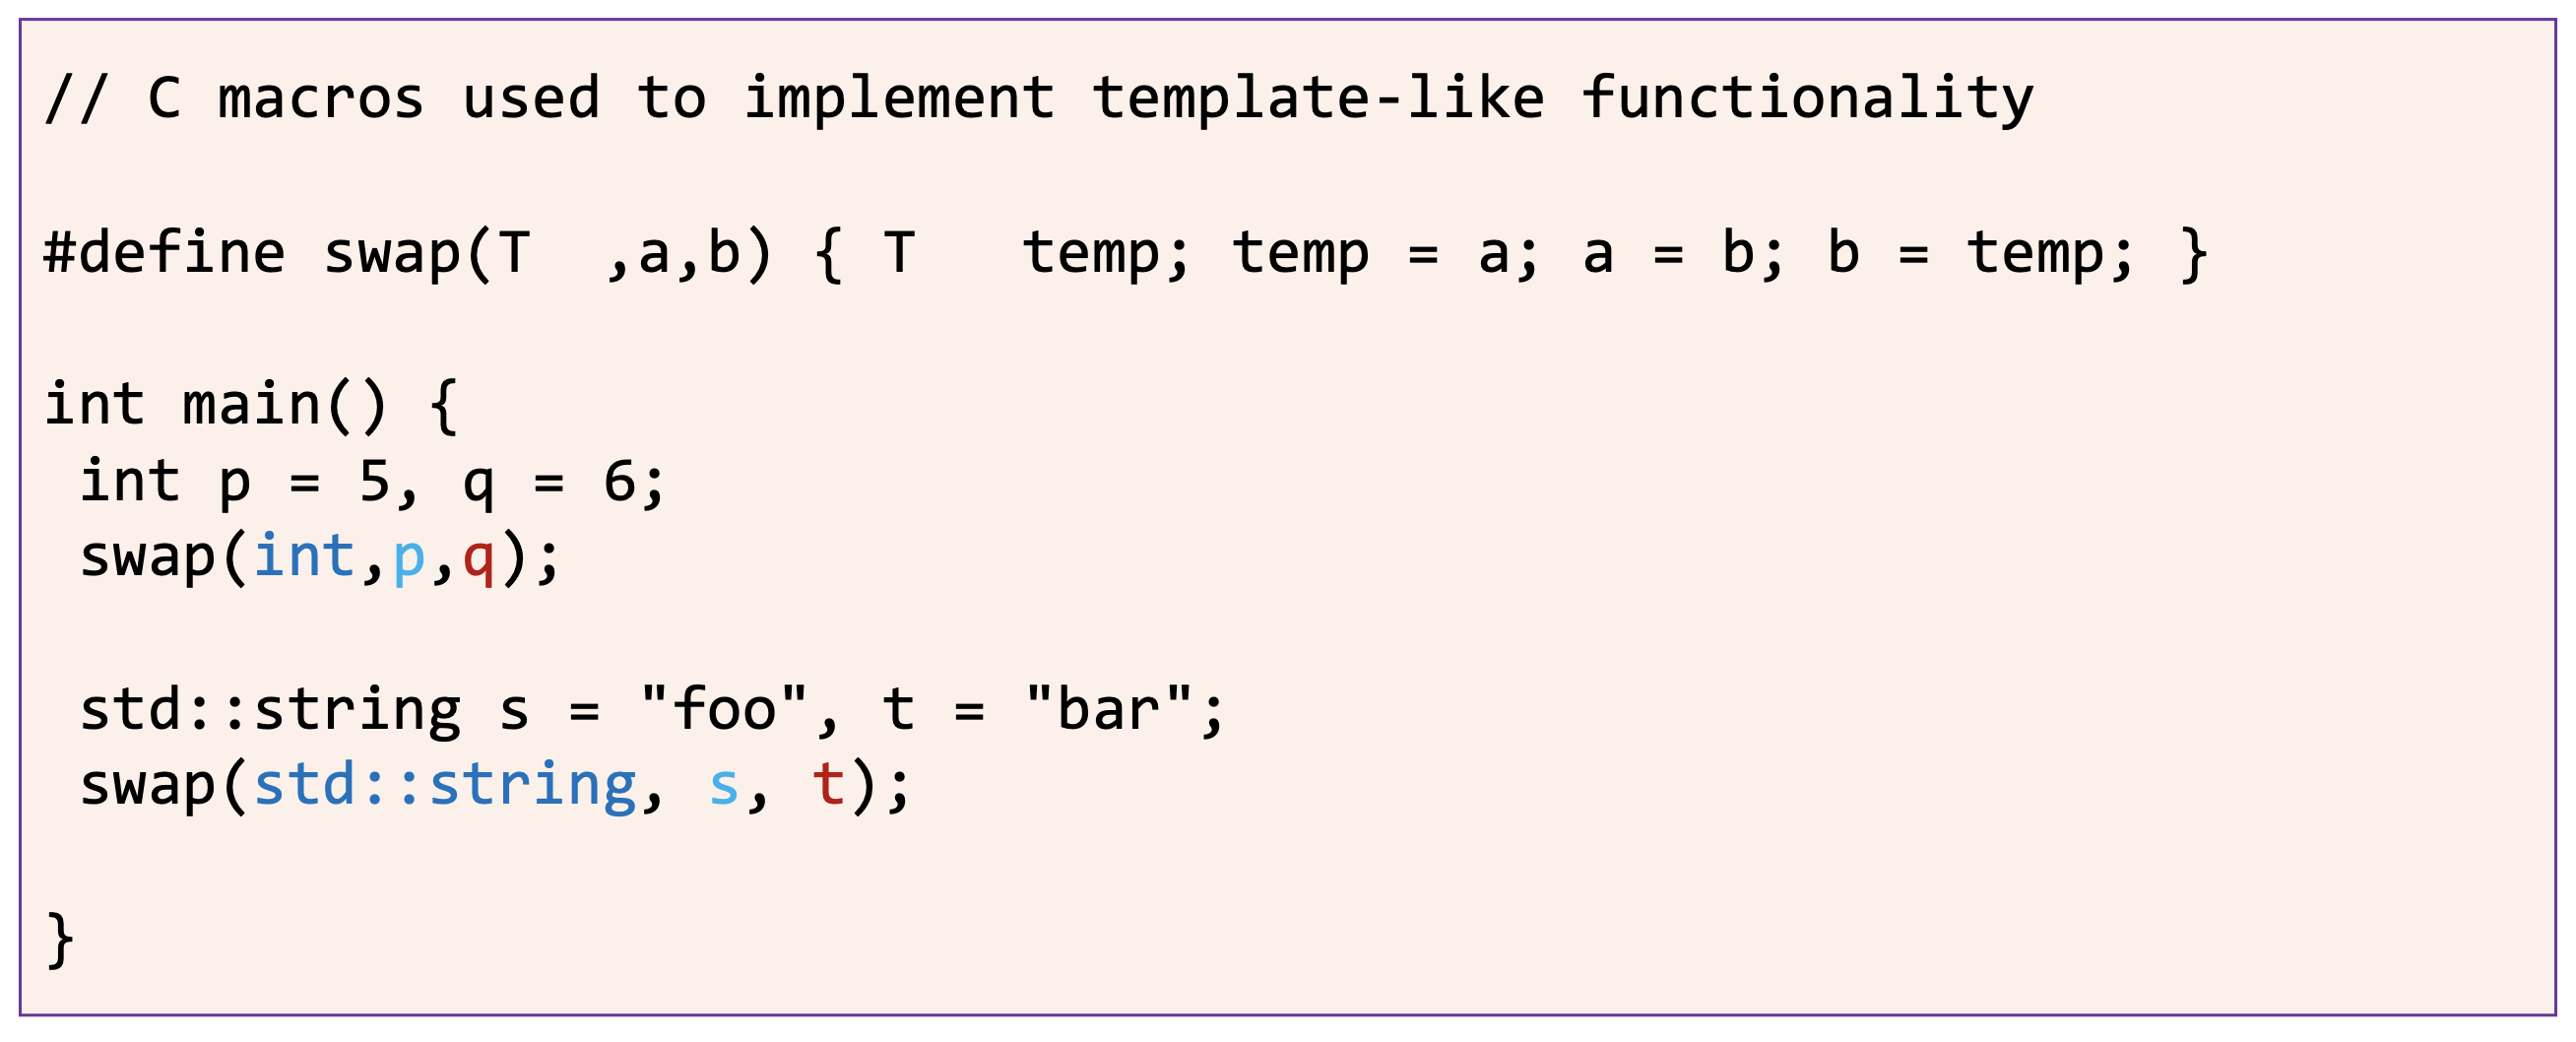 // C macros used to implement template-like functionality
#define swap(T  ,a,b) { T   temp; temp = a; a = b; b = temp; }
int main() {
 int p = 5, q = 6;
 swap(int,p,q);
 std::string s = "foo", t = "bar";
 swap(std::string, s, t);
}